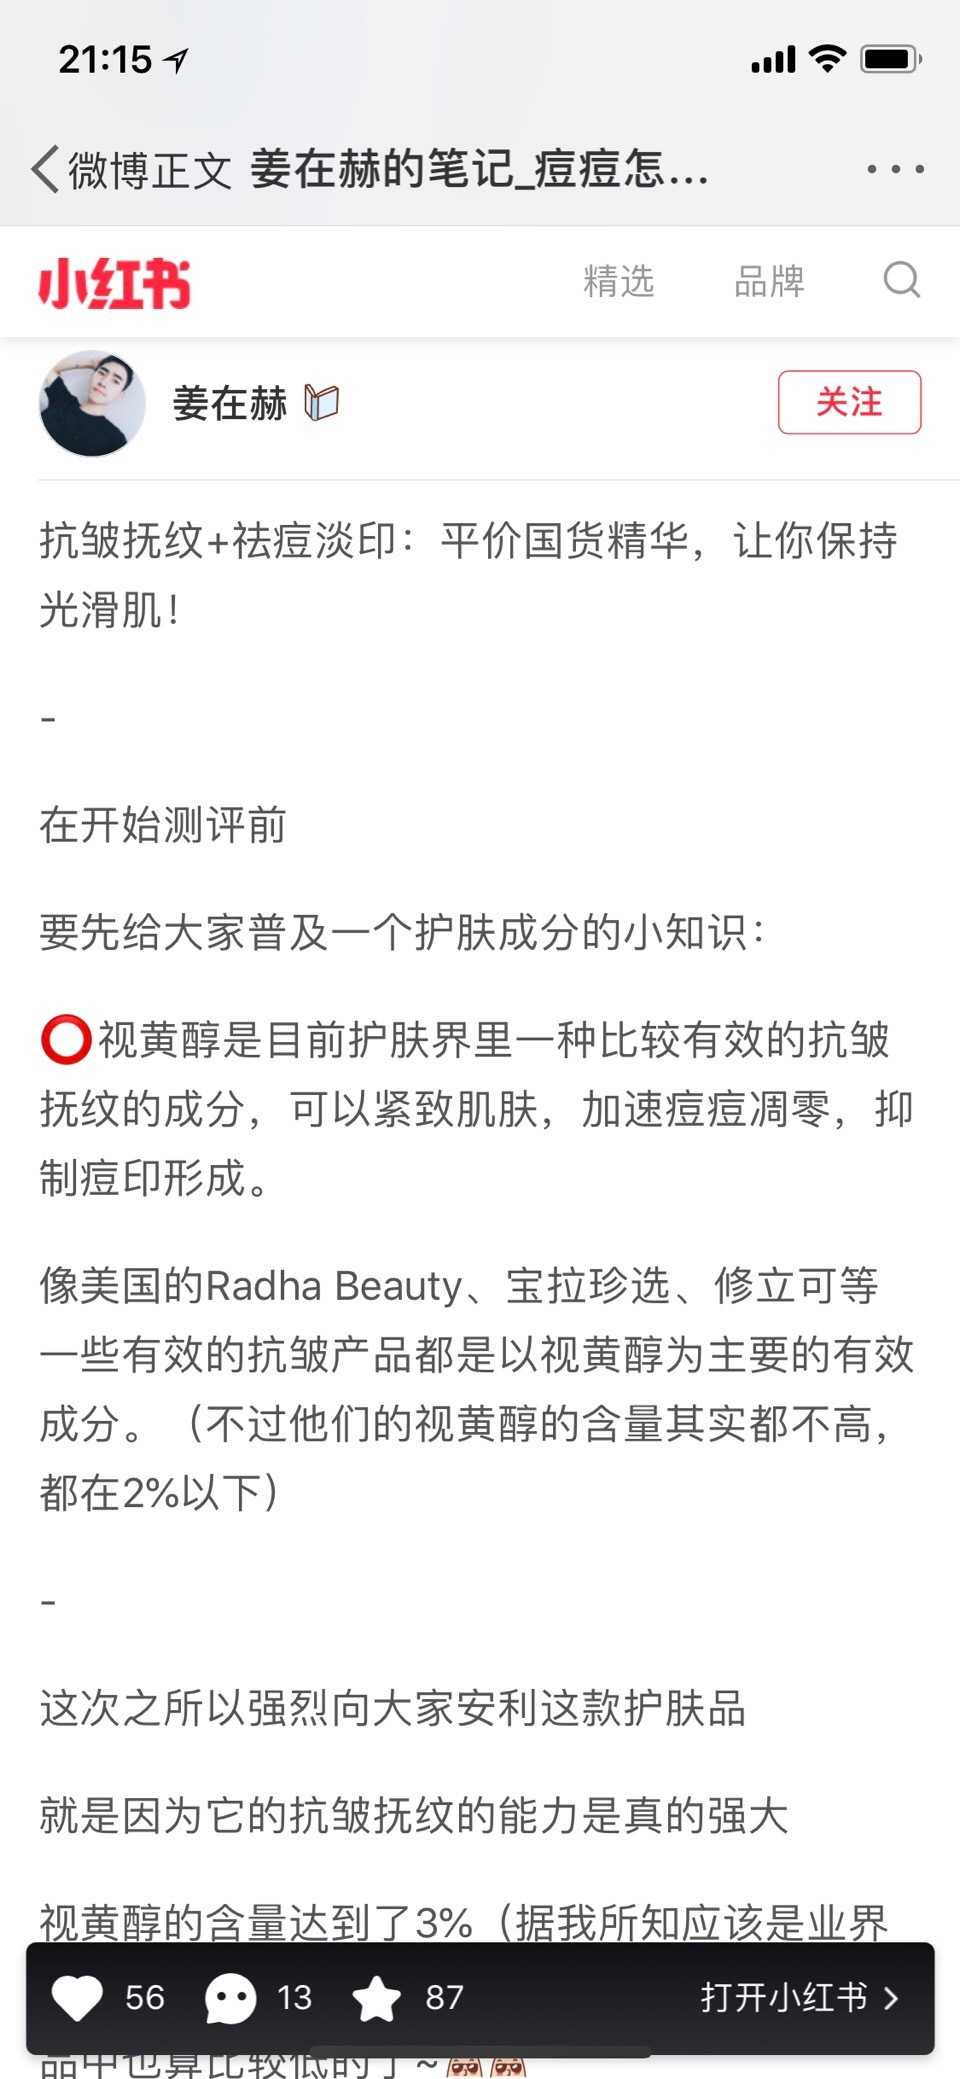 21:15
微博正文 姜在赫的笔记_痘痘怎...
小红书 精选 品牌
姜在赫 关注
抗皱抚纹+祛痘淡印：平价国货精华，让你保持
光滑肌！
-
在开始测评前
要先给大家普及一个护肤成分的小知识：
⭕视黄醇是目前护肤界里一种比较有效的抗皱
抚纹的成分，可以紧致肌肤，加速痘痘凋零，抑
制痘印形成。
像美国的Radha Beauty、宝拉珍选、修立可等
一些有效的抗皱产品都是以视黄醇为主要的有效
成分。（不过他们的视黄醇的含量其实都不高，
都在2%以下）
-
这次之所以强烈向大家安利这款护肤品
就是因为它的抗皱抚纹的能力是真的强大
视黄醇的含量达到了3%（据我所知应该是业界
56 13 87 打开小红书
品中也算比较低的了~